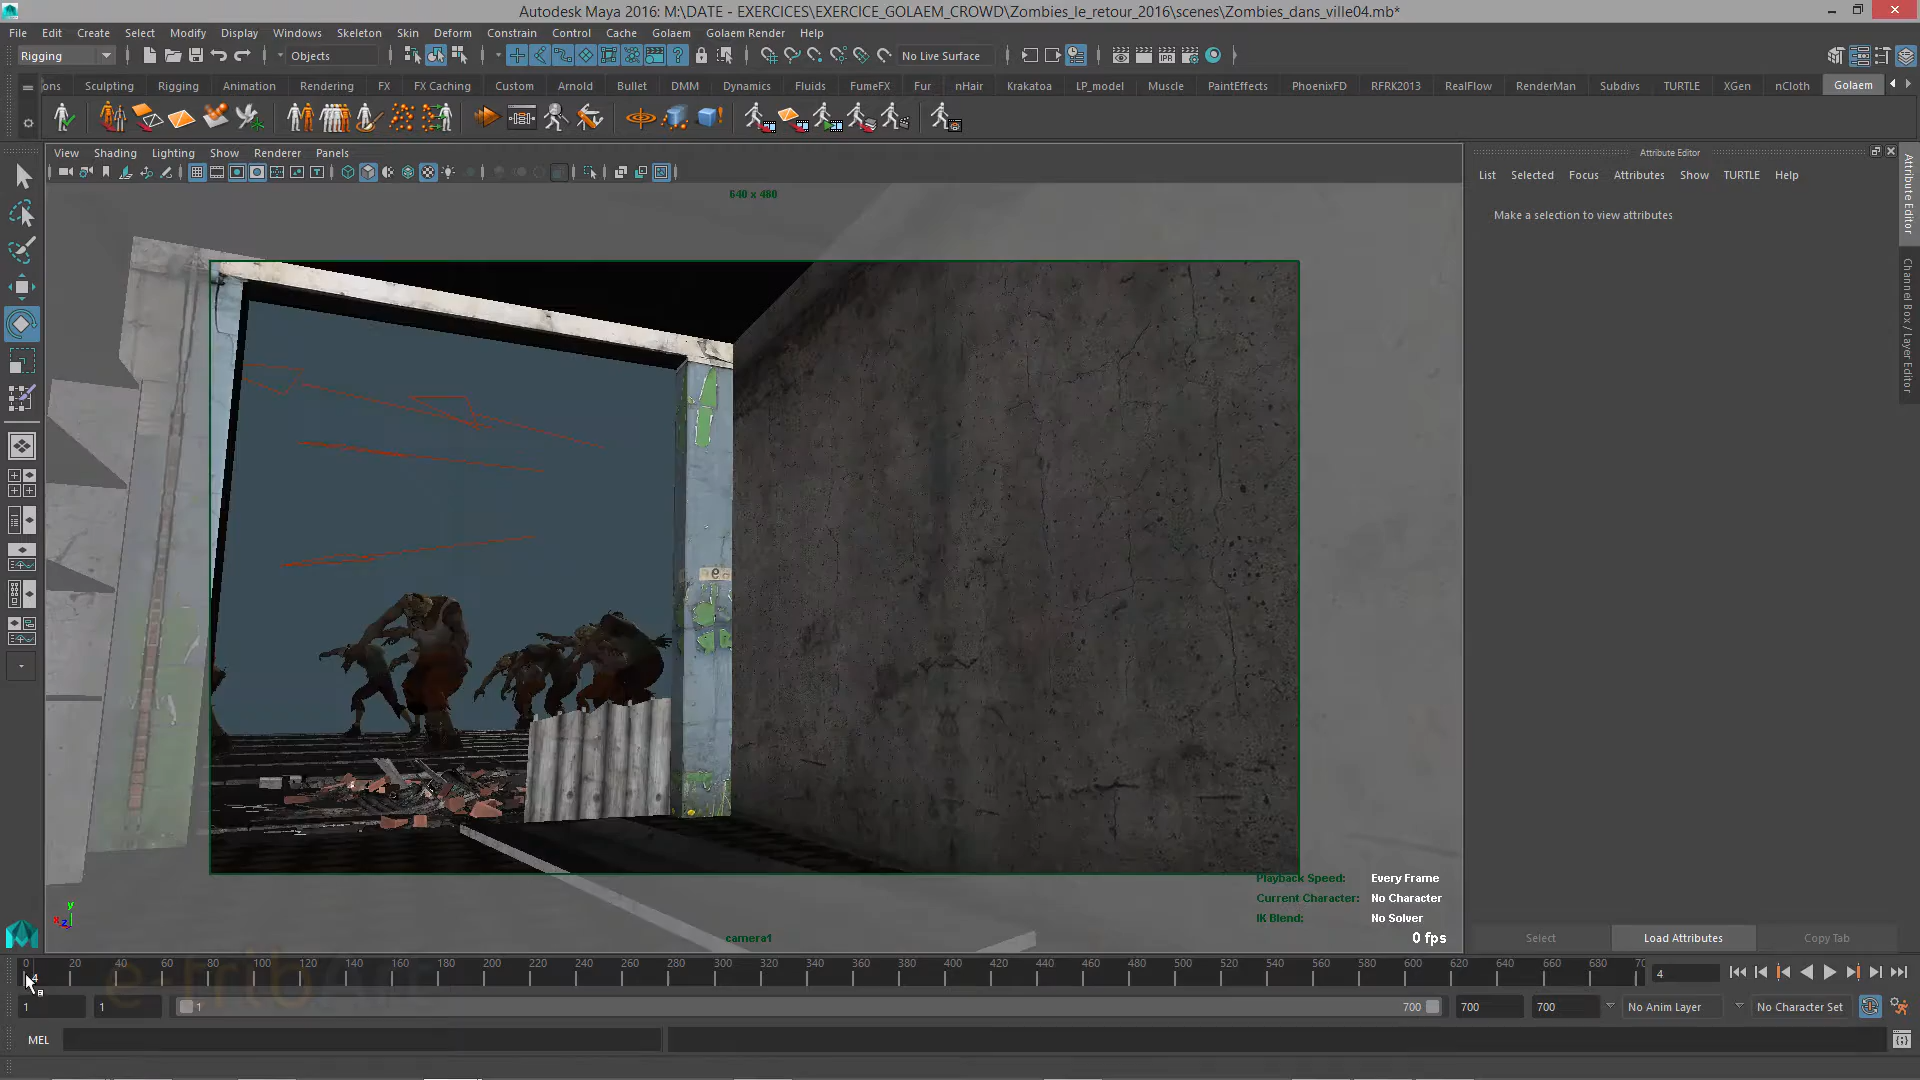 Autodesk Maya 2016: M:\DATE - EXERCICES\EXERCICE_GOLAEM_CROWD\Zombies_le_retour_2016\scenes\Zombies_dans_ville04.mb*
File Edit Create Select Modify Display Windows Skeleton Skin Deform Constrain Control Cache Golaem Golaem Render Help
Rigging Objects No Live Surface
ons Sculpting Rigging Animation Rendering FX FX Caching Custom Arnold Bullet DMM Dynamics Fluids FumeFX Fur nHair Krakatoa LP_model Muscle PaintEffects PhoenixFD RFRK2013 RealFlow RenderMan Subdivs TURTLE XGen nCloth Golaem
View Shading Lighting Show Renderer Panels
Attribute Editor
List Selected Focus Attributes Show TURTLE Help
Make a selection to view attributes
Attribute Editor
Channel Box / Layer Editor
640 x 480
e
Playback Speed: Every Frame
Current Character: No Character
IK Blend: No Solver
0 fps
camera1
Select Load Attributes Copy Tab
0 20 40 60 80 100 120 140 160 180 200 220 240 260 280 300 320 340 360 380 400 420 440 460 480 500 520 540 560 580 600 620 640 660 680 70
4
4
1 1 1 700 700 700 No Anim Layer No Character Set
MEL